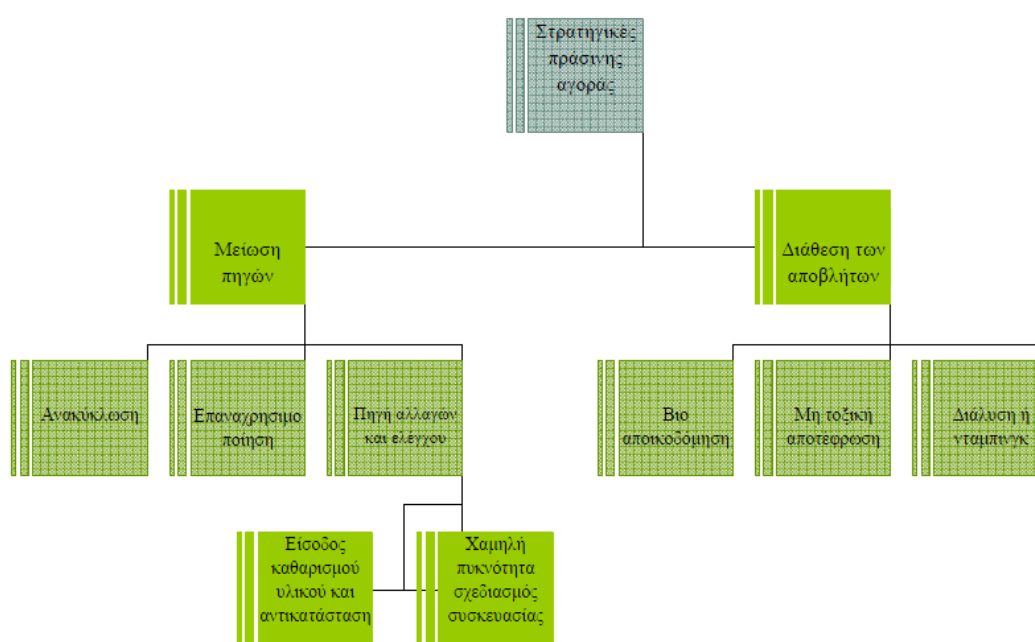 Στρατηγικές
πράσινης
αγοράς
Μείωση
πηγών
Διάθεση των
αποβλήτων
Ανακύκλωση
Επαναχρησιμο
ποίηση
Πηγή αλλαγών
και ελέγχου
Βιο
αποικοδόμηση
Μη τοξική
αποτέφρωση
Διάλυση ή
νταμπινγκ
Είσοδος
καθαρισμού
υλικού και
αντικατάσταση
Χαμηλή
πυκνότητα
σχεδιασμός
συσκευασίας